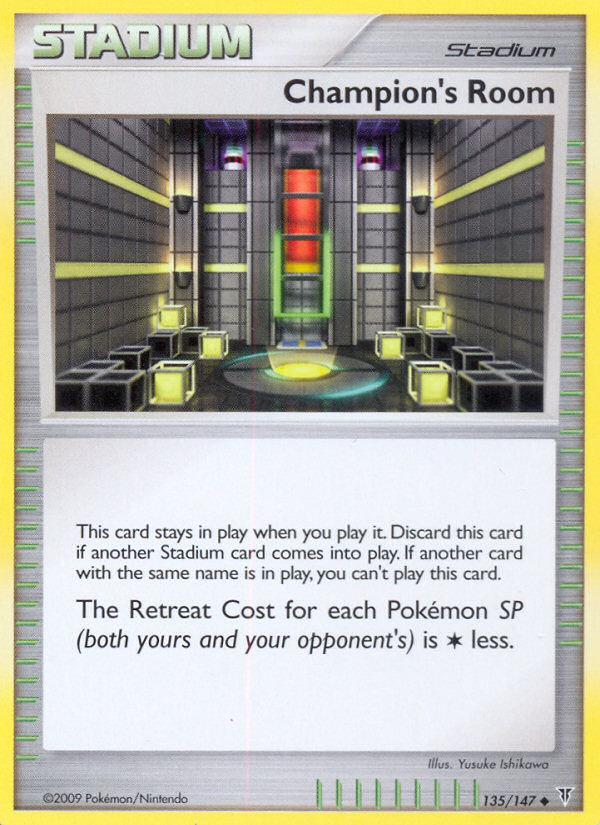 STADIUM
Stadium
Champion's Room
This card stays in play when you play it. Discard this card
if another Stadium card comes into play. If another card
with the same name is in play, you can't play this card.
The Retreat Cost for each Pokémon SP
(both yours and your opponent's) is ✶ less.
Illus. Yusuke Ishikawa
©2009 Pokémon/Nintendo
135/147 ◆